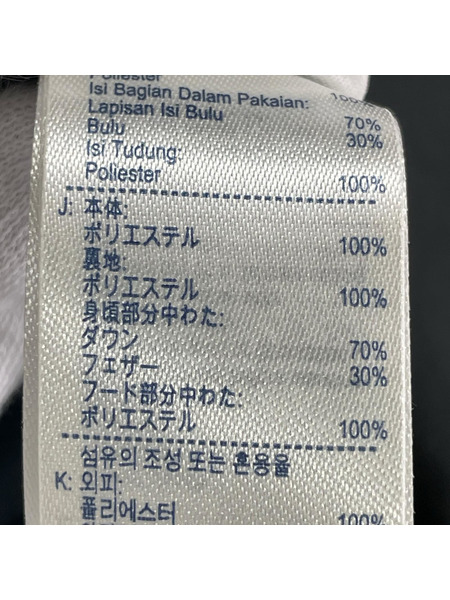 Poliester 100%
Isi Bagian Dalam Pakaian:
Lapisan Isi Bulu 70%
Bulu 30%
Isi Tudung:
Poliester 100%
J: 本体:
ポリエステル 100%
裏地:
ポリエステル 100%
身頃部分中わた:
ダウン 70%
フェザー 30%
フード部分中わた:
ポリエステル 100%
섬유의 조성 또는 혼용율
K: 외피:
폴리에스터 100%